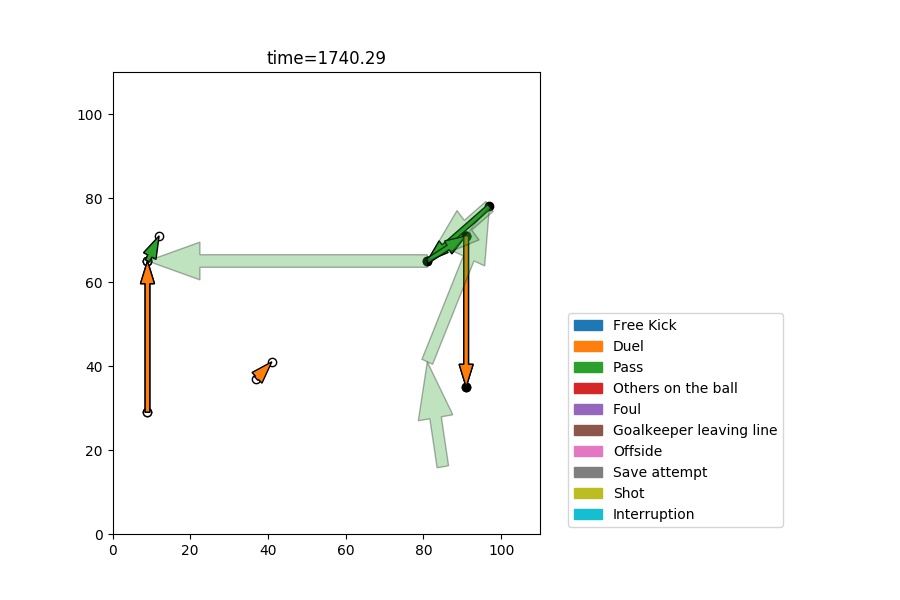 time=1740.29
100
80
60
40
20
0
0 20 40 60 80 100
Free Kick
Duel
Pass
Others on the ball
Foul
Goalkeeper leaving line
Offside
Save attempt
Shot
Interruption